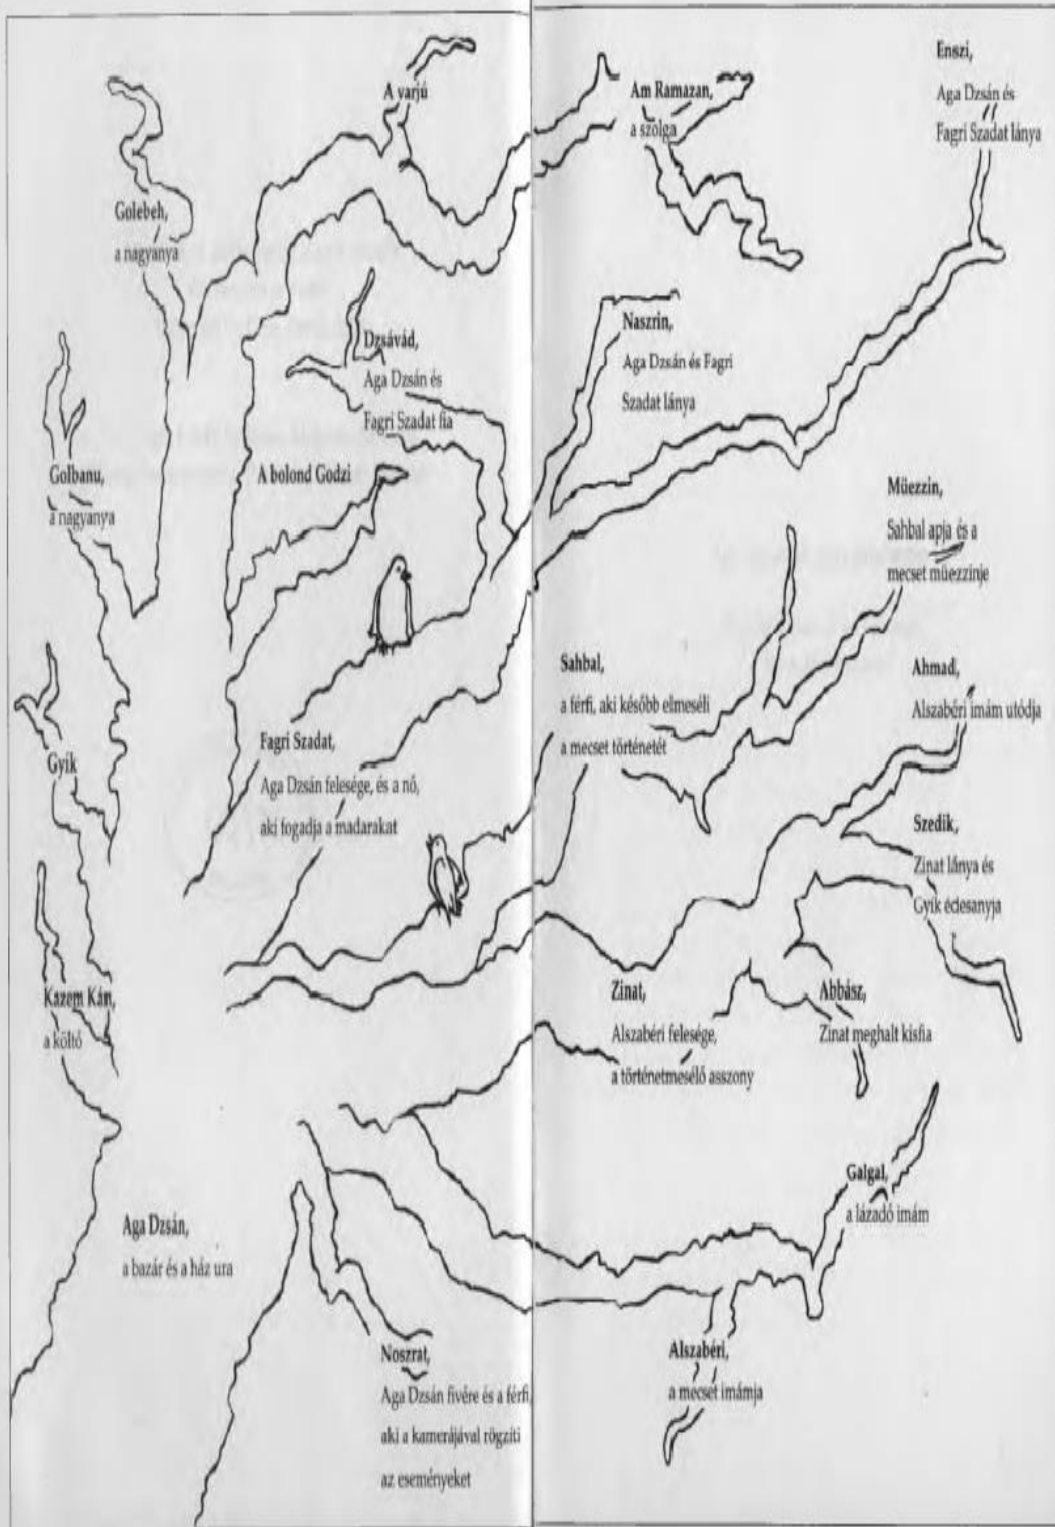 A varjú
Golebeh,
a nagyanya
Dzsávád,
Aga Dzsán és
Fagri Szadat fia
Golbanu,
a nagyanya
A bolond Godzi
Gyík
Fagri Szadat,
Aga Dzsán felesége, és a nő,
aki fogadja a madarakat
Kazem Kán,
a költő
Aga Dzsán,
a bazár és a ház ura
Noszrat,
Aga Dzsán fivére és a férfi,
aki a kamerájával rögzíti
az eseményeket
Am Ramazan,
a szolga
Enszi,
Aga Dzsán és
Fagri Szadat lánya
Naszrin,
Aga Dzsán és Fagri
Szadat lánya
Müezzin,
Sahbal apja és a
mecset müezzinje
Sahbal,
a férfi, aki később elmeséli
a mecset történetét
Ahmad,
Alszabéri imám utódja
Szedik,
Zinat lánya és
Gyík édesanyja
Zinat,
Alszabéri felesége,
a történetmesélő asszony
Abbász,
Zinat meghalt kisfia
Galgal,
a lázadó imám
Alszabéri,
a mecset imámja